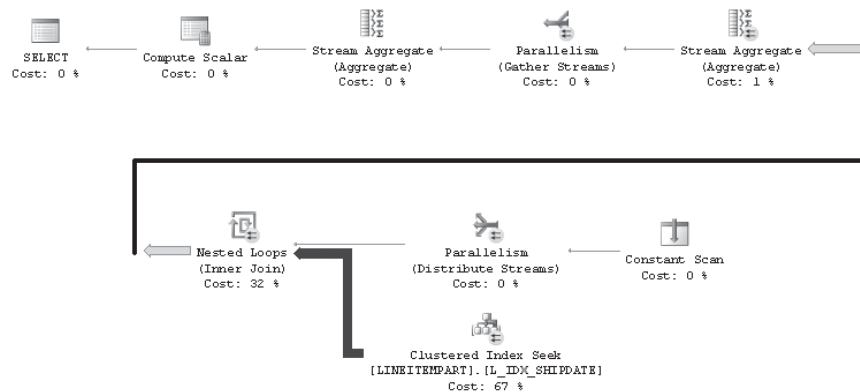 SELECT
Cost: 0 %
Compute Scalar
Cost: 0 %
Stream Aggregate
(Aggregate)
Cost: 0 %
Parallelism
(Gather Streams)
Cost: 0 %
Stream Aggregate
(Aggregate)
Cost: 1 %
Nested Loops
(Inner Join)
Cost: 32 %
Parallelism
(Distribute Streams)
Cost: 0 %
Constant Scan
Cost: 0 %
Clustered Index Seek
[LINEITEMPART].[L_IDX_SHIPDATE]
Cost: 67 %